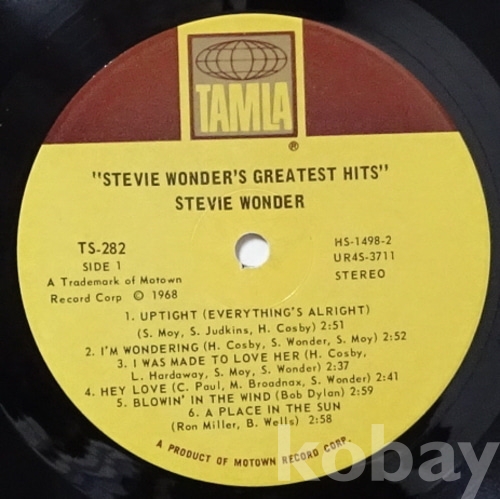 TAMLA
®
"STEVIE WONDER'S GREATEST HITS"
STEVIE WONDER
TS-282
SIDE 1
A Trademark of Motown
Record Corp © 1968
HS-1498-2
UR4S-3711
STEREO
1. UPTIGHT (EVERYTHING'S ALRIGHT)
(S. Moy, S. Judkins, H. Cosby) 2:51
2. I'M WONDERING (H. Cosby, S. Wonder, S. Moy) 2:52
3. I WAS MADE TO LOVE HER (H. Cosby,
L. Hardaway, S. Moy, S. Wonder) 2:37
4. HEY LOVE (C. Paul, M. Broadnax, S. Wonder) 2:41
5. BLOWIN' IN THE WIND (Bob Dylan) 2:59
6. A PLACE IN THE SUN
(Ron Miller, B. Wells) 2:58
A PRODUCT OF MOTOWN RECORD CORP.
kobay